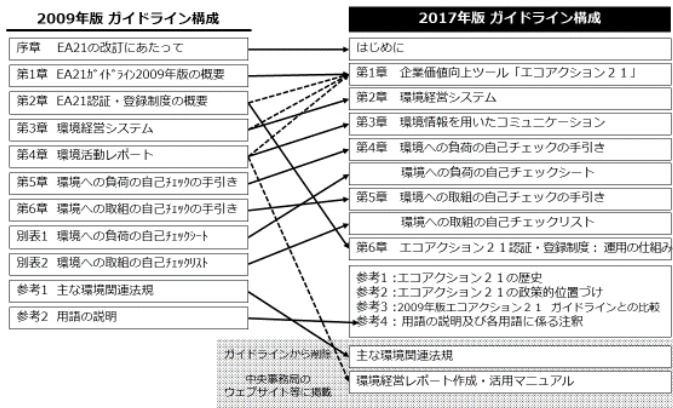 2009年版 ガイドライン構成
序章 EA21の改訂にあたって
第1章 EA21ｶﾞｲﾄﾞﾗｲﾝ2009年版の概要
第2章 EA21認証・登録制度の概要
第3章 環境経営システム
第4章 環境活動レポート
第5章 環境への負荷の自己ﾁｪｯｸの手引き
第6章 環境への取組の自己ﾁｪｯｸの手引き
別表1 環境への負荷の自己ﾁｪｯｸｼｰﾄ
別表2 環境への取組の自己ﾁｪｯｸﾘｽﾄ
参考1 主な環境関連法規
参考2 用語の説明
2017年版 ガイドライン構成
はじめに
第1章 企業価値向上ツール「エコアクション２１」
第2章 環境経営システム
第3章 環境情報を用いたコミュニケーション
第4章 環境への負荷の自己チェックの手引き
環境への負荷の自己チェックシート
第5章 環境への取組の自己チェックの手引き
環境への取組の自己チェックリスト
第6章 エコアクション２１認証・登録制度：運用の仕組み
参考1：エコアクション２１の歴史
参考2：エコアクション２１の政策的位置づけ
参考3：2009年版エコアクション２１ ガイドラインとの比較
参考4：用語の説明及び各用語に係る注釈
ガイドラインから削除
主な環境関連法規
中央事務局の
ウェブサイト等に掲載
環境経営レポート作成・活用マニュアル